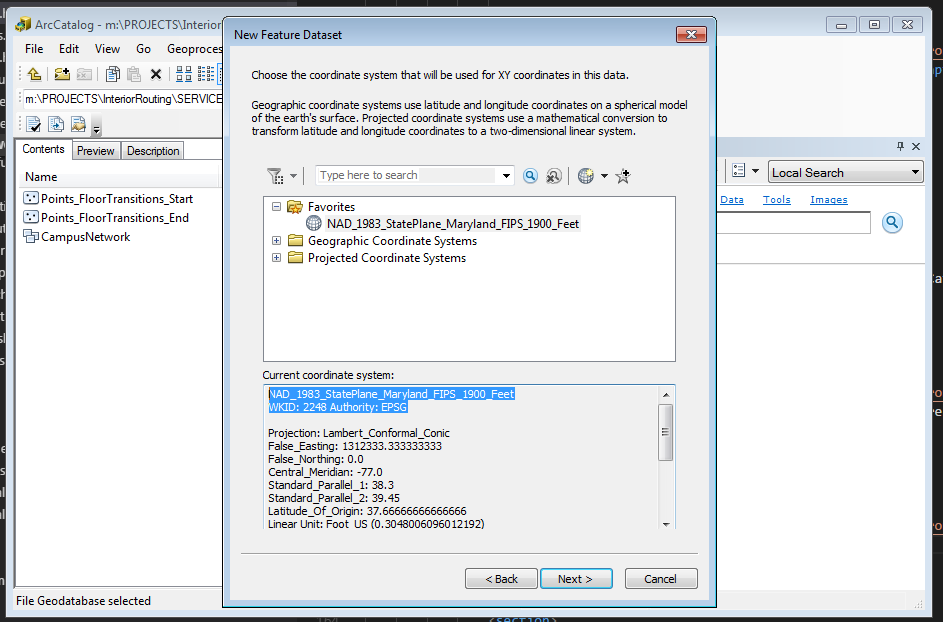 ArcCatalog - m:\PROJECTS\Interior
File Edit View Go Geoproces
m:\PROJECTS\InteriorRouting\SERVICE
Contents Preview Description
Name
Points_FloorTransitions_Start
Points_FloorTransitions_End
CampusNetwork
File Geodatabase selected
New Feature Dataset
Choose the coordinate system that will be used for XY coordinates in this data.
Geographic coordinate systems use latitude and longitude coordinates on a spherical model
of the earth's surface. Projected coordinate systems use a mathematical conversion to
transform latitude and longitude coordinates to a two-dimensional linear system.
Type here to search
Favorites
NAD_1983_StatePlane_Maryland_FIPS_1900_Feet
Geographic Coordinate Systems
Projected Coordinate Systems
Current coordinate system:
NAD_1983_StatePlane_Maryland_FIPS_1900_Feet
WKID: 2248 Authority: EPSG
Projection: Lambert_Conformal_Conic
False_Easting: 1312333.333333333
False_Northing: 0.0
Central_Meridian: -77.0
Standard_Parallel_1: 38.3
Standard_Parallel_2: 39.45
Latitude_Of_Origin: 37.66666666666666
Linear Unit: Foot_US (0.3048006096012192)
< Back Next > Cancel
Local Search
Data Tools Images
164 <section>